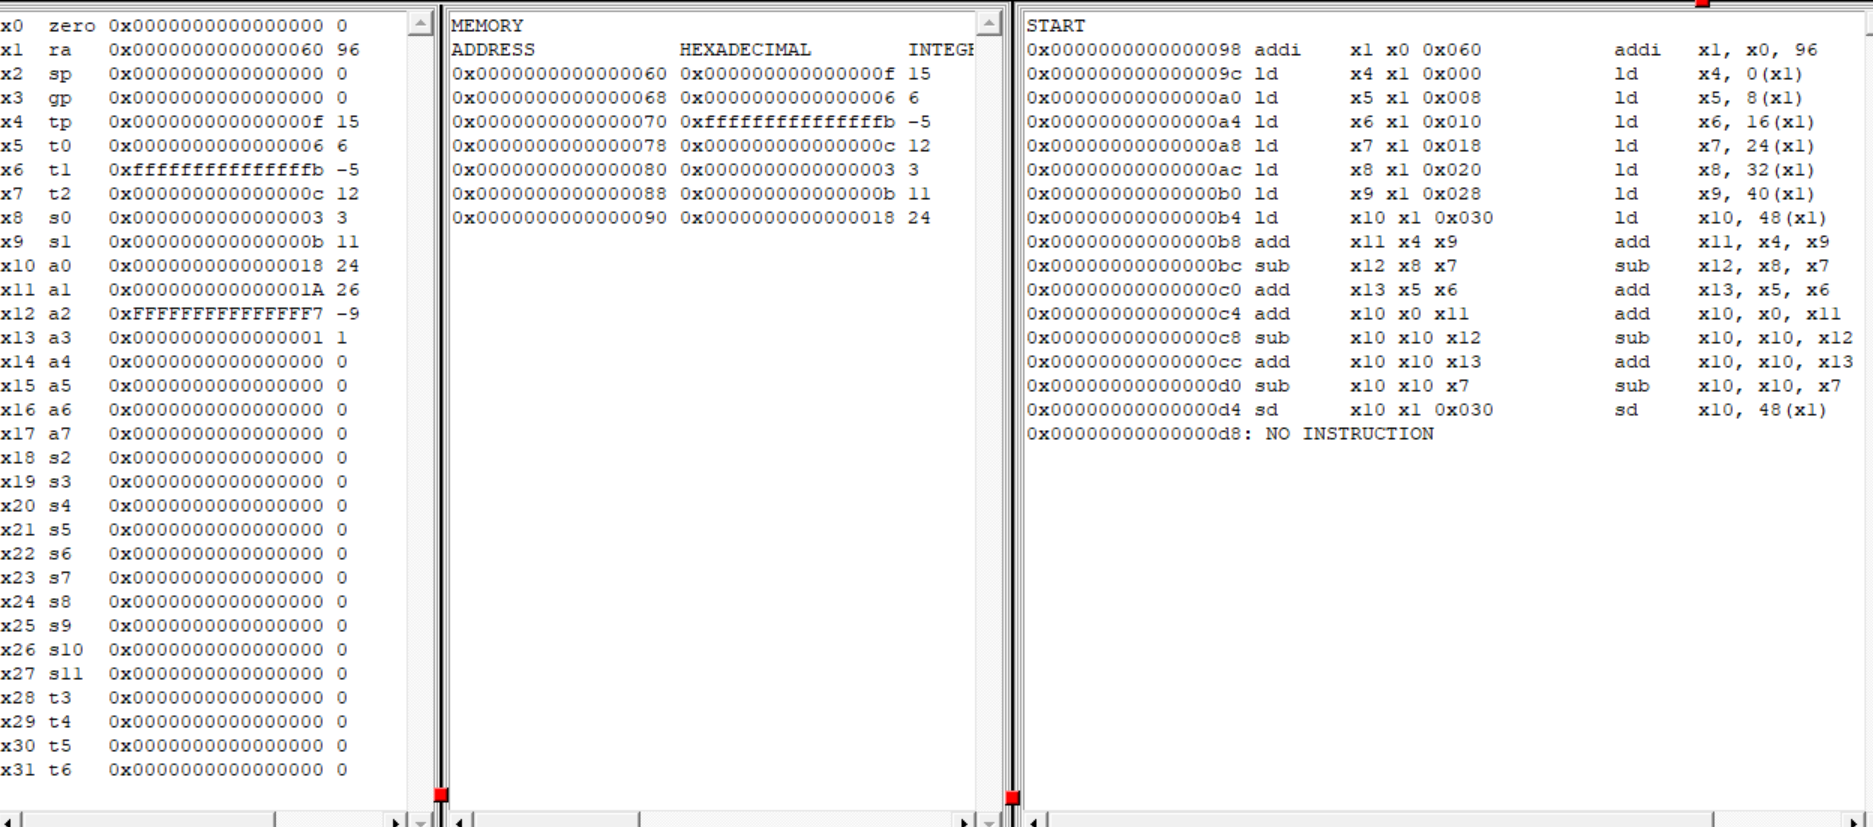 x0 zero 0x0000000000000000 0
x1 ra 0x0000000000000060 96
x2 sp 0x0000000000000000 0
x3 gp 0x0000000000000000 0
x4 tp 0x000000000000000f 15
x5 t0 0x0000000000000006 6
x6 t1 0xfffffffffffffffb -5
x7 t2 0x000000000000000c 12
x8 s0 0x0000000000000003 3
x9 s1 0x000000000000000b 11
x10 a0 0x0000000000000018 24
x11 a1 0x000000000000001A 26
x12 a2 0xFFFFFFFFFFFFFFF7 -9
x13 a3 0x0000000000000001 1
x14 a4 0x0000000000000000 0
x15 a5 0x0000000000000000 0
x16 a6 0x0000000000000000 0
x17 a7 0x0000000000000000 0
x18 s2 0x0000000000000000 0
x19 s3 0x0000000000000000 0
x20 s4 0x0000000000000000 0
x21 s5 0x0000000000000000 0
x22 s6 0x0000000000000000 0
x23 s7 0x0000000000000000 0
x24 s8 0x0000000000000000 0
x25 s9 0x0000000000000000 0
x26 s10 0x0000000000000000 0
x27 s11 0x0000000000000000 0
x28 t3 0x0000000000000000 0
x29 t4 0x0000000000000000 0
x30 t5 0x0000000000000000 0
x31 t6 0x0000000000000000 0
MEMORY
ADDRESS HEXADECIMAL INTEGE
0x0000000000000060 0x000000000000000f 15
0x0000000000000068 0x0000000000000006 6
0x0000000000000070 0xfffffffffffffffb -5
0x0000000000000078 0x000000000000000c 12
0x0000000000000080 0x0000000000000003 3
0x0000000000000088 0x000000000000000b 11
0x0000000000000090 0x0000000000000018 24
START
0x0000000000000098 addi x1 x0 0x060 addi x1, x0, 96
0x000000000000009c ld x4 x1 0x000 ld x4, 0(x1)
0x00000000000000a0 ld x5 x1 0x008 ld x5, 8(x1)
0x00000000000000a4 ld x6 x1 0x010 ld x6, 16(x1)
0x00000000000000a8 ld x7 x1 0x018 ld x7, 24(x1)
0x00000000000000ac ld x8 x1 0x020 ld x8, 32(x1)
0x00000000000000b0 ld x9 x1 0x028 ld x9, 40(x1)
0x00000000000000b4 ld x10 x1 0x030 ld x10, 48(x1)
0x00000000000000b8 add x11 x4 x9 add x11, x4, x9
0x00000000000000bc sub x12 x8 x7 sub x12, x8, x7
0x00000000000000c0 add x13 x5 x6 add x13, x5, x6
0x00000000000000c4 add x10 x0 x11 add x10, x0, x11
0x00000000000000c8 sub x10 x10 x12 sub x10, x10, x12
0x00000000000000cc add x10 x10 x13 add x10, x10, x13
0x00000000000000d0 sub x10 x10 x7 sub x10, x10, x7
0x00000000000000d4 sd x10 x1 0x030 sd x10, 48(x1)
0x00000000000000d8: NO INSTRUCTION